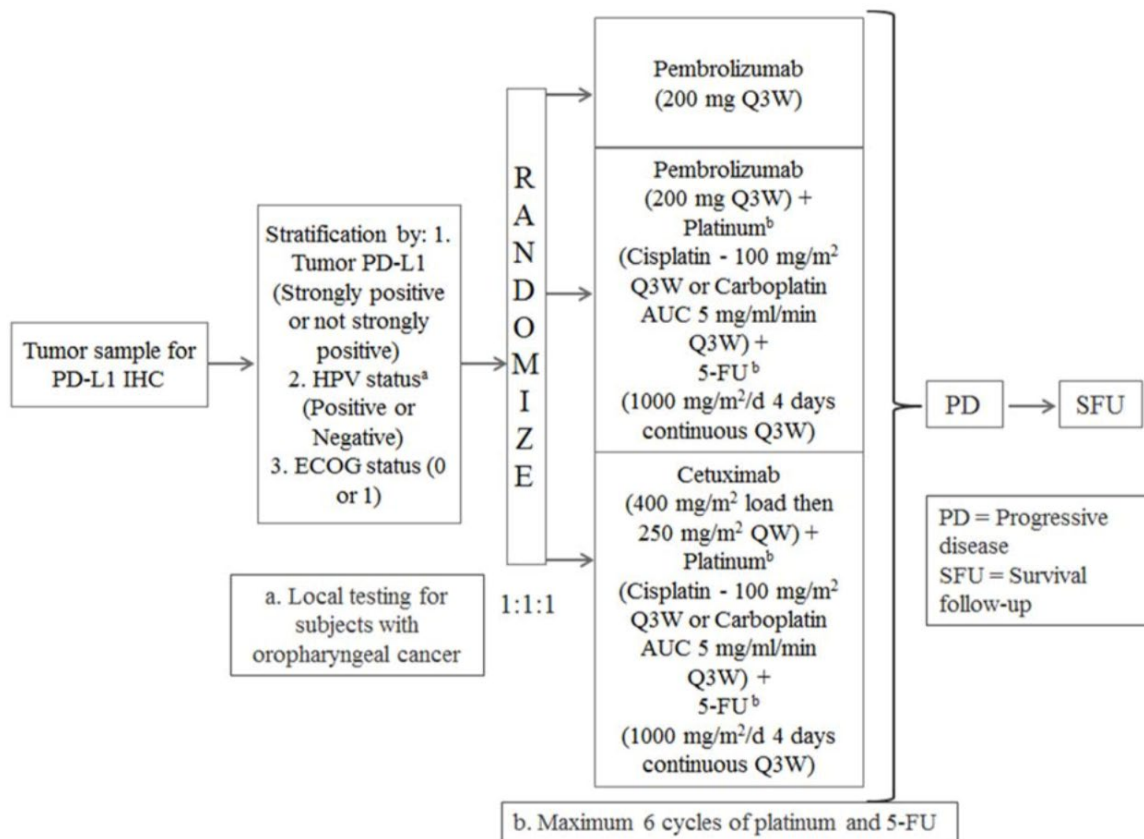 Tumor sample for
PD-L1 IHC
Stratification by: 1.
Tumor PD-L1
(Strongly positive
or not strongly
positive)
2. HPV statusᵃ
(Positive or
Negative)
3. ECOG status (0
or 1)
a. Local testing for
subjects with
oropharyngeal cancer
R
A
N
D
O
M
I
Z
E
1:1:1
Pembrolizumab
(200 mg Q3W)
Pembrolizumab
(200 mg Q3W) +
Platinumᵇ
(Cisplatin - 100 mg/m²
Q3W or Carboplatin
AUC 5 mg/ml/min
Q3W) +
5-FUᵇ
(1000 mg/m²/d 4 days
continuous Q3W)
Cetuximab
(400 mg/m² load then
250 mg/m² QW) +
Platinumᵇ
(Cisplatin - 100 mg/m²
Q3W or Carboplatin
AUC 5 mg/ml/min
Q3W) +
5-FUᵇ
(1000 mg/m²/d 4 days
continuous Q3W)
b. Maximum 6 cycles of platinum and 5-FU
PD
SFU
PD = Progressive
disease
SFU = Survival
follow-up